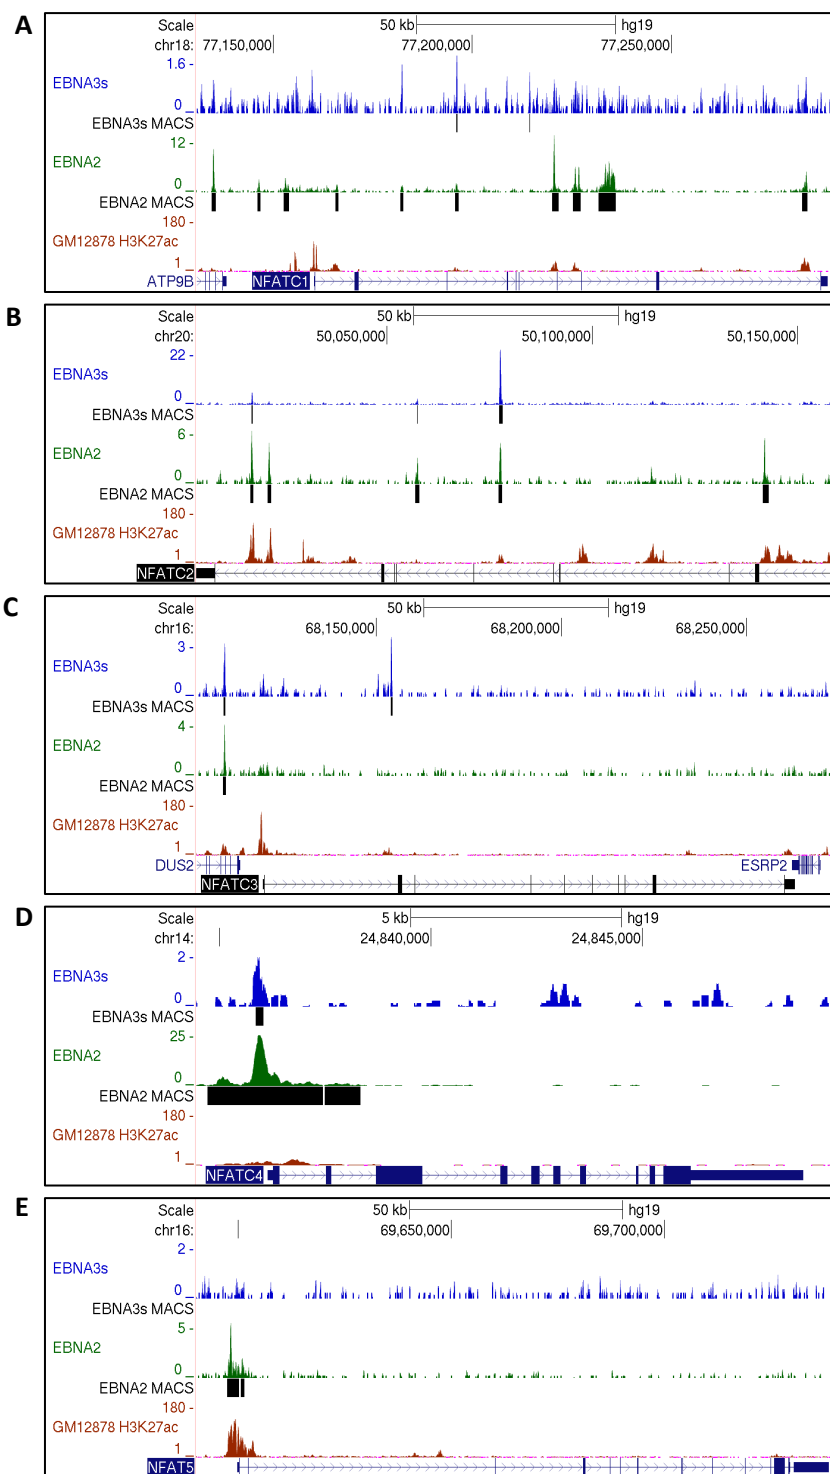 A
Scale 50 kb hg19
chr18: 77,150,000 77,200,000 77,250,000
1.6 -
EBNA3s
0 _
EBNA3s MACS
12 -
EBNA2
0 _
EBNA2 MACS
180 -
GM12878 H3K27ac
1 _
ATP9B NFATC1
B
Scale 50 kb hg19
chr20: 50,050,000 50,100,000 50,150,000
22 -
EBNA3s
0 _
EBNA3s MACS
6 -
EBNA2
0 _
EBNA2 MACS
180 -
GM12878 H3K27ac
1 _
NFATC2
C
Scale 50 kb hg19
chr16: 68,150,000 68,200,000 68,250,000
3 -
EBNA3s
0 _
EBNA3s MACS
4 -
EBNA2
0 _
EBNA2 MACS
180 -
GM12878 H3K27ac
1 _
DUS2 ESRP2
NFATC3
D
Scale 5 kb hg19
chr14: 24,840,000 24,845,000
2 -
EBNA3s
0 _
EBNA3s MACS
25 -
EBNA2
0 _
EBNA2 MACS
180 -
GM12878 H3K27ac
1 _
NFATC4
E
Scale 50 kb hg19
chr16: 69,650,000 69,700,000
2 -
EBNA3s
0 _
EBNA3s MACS
5 -
EBNA2
0 _
EBNA2 MACS
180 -
GM12878 H3K27ac
1 _
NFAT5